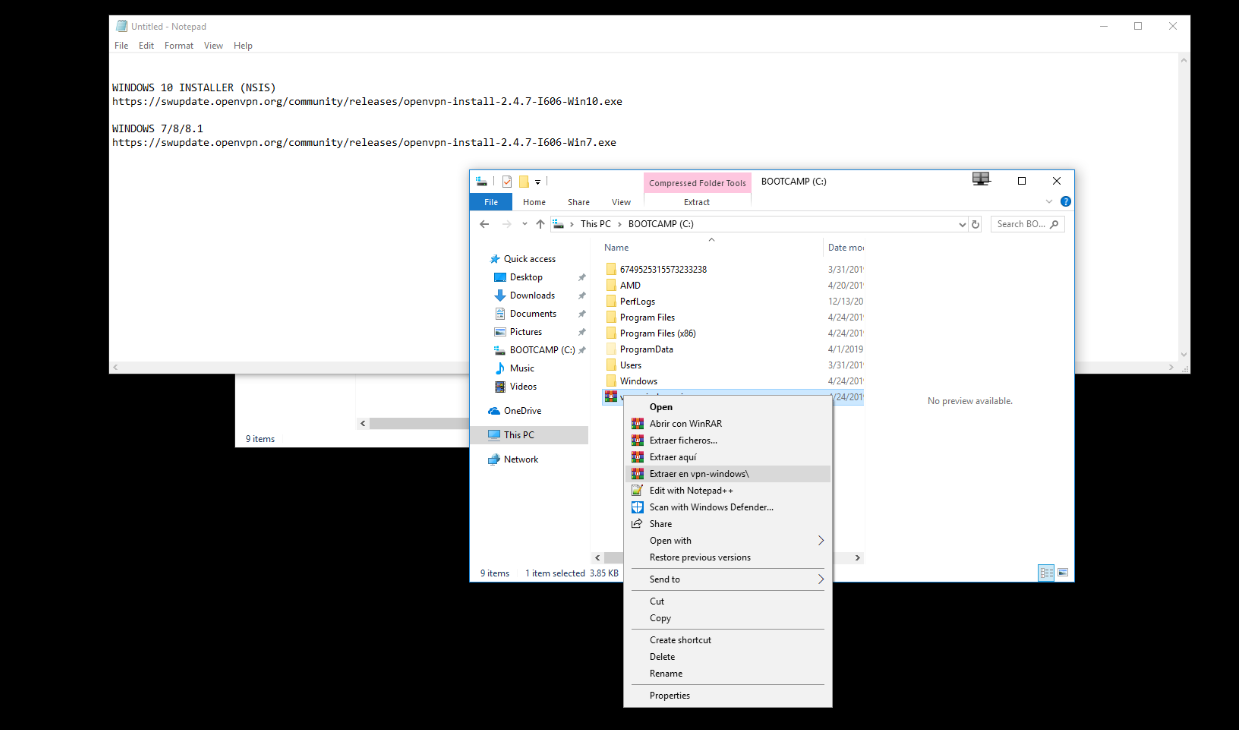 Untitled - Notepad
File Edit Format View Help
WINDOWS 10 INSTALLER (NSIS)
https://swupdate.openvpn.org/community/releases/openvpn-install-2.4.7-I606-Win10.exe
WINDOWS 7/8/8.1
https://swupdate.openvpn.org/community/releases/openvpn-install-2.4.7-I606-Win7.exe
Compressed Folder Tools BOOTCAMP (C:)
File Home Share View Extract
This PC BOOTCAMP (C:) Search BO...
Name Date mo
Quick access
Desktop
Downloads
Documents
Pictures
BOOTCAMP (C:)
Music
Videos
OneDrive
This PC
Network
6749525315573233238 3/31/201
AMD 4/20/201
PerfLogs 12/13/20
Program Files 4/24/201
Program Files (x86) 4/24/201
ProgramData 4/1/2019
Users 3/31/201
Windows 4/24/201
/24/201
No preview available.
Open
Abrir con WinRAR
Extraer ficheros...
Extraer aquí
Extraer en vpn-windows\
Edit with Notepad++
Scan with Windows Defender...
Share
Open with
Restore previous versions
Send to
Cut
Copy
Create shortcut
Delete
Rename
Properties
9 items 1 item selected 3.85 KB
9 items